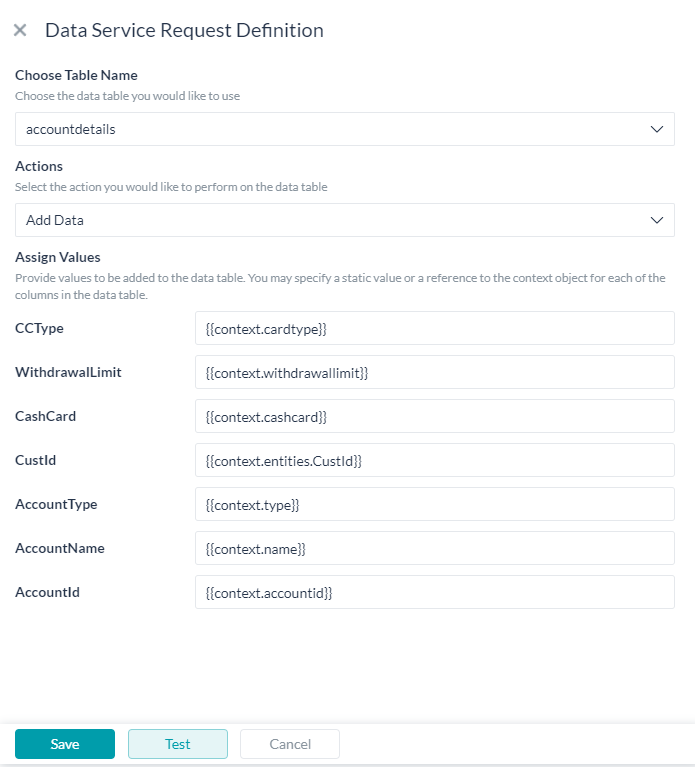 Data Service Request Definition
Choose Table Name
Choose the data table you would like to use
accountdetails
Actions
Select the action you would like to perform on the data table
Add Data
Assign Values
Provide values to be added to the data table. You may specify a static value or a reference to the context object for each of the
columns in the data table.
CCType {{context.cardtype}}
WithdrawalLimit {{context.withdrawallimit}}
CashCard {{context.cashcard}}
CustId {{context.entities.CustId}}
AccountType {{context.type}}
AccountName {{context.name}}
AccountId {{context.accountid}}
Save Test Cancel